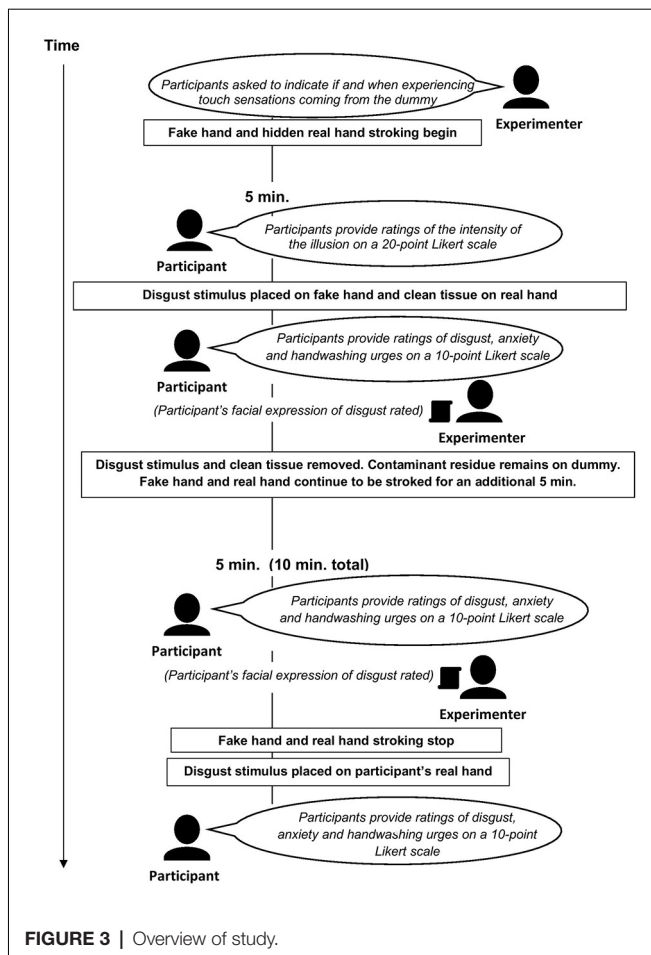 Time
Participants asked to indicate if and when experiencing
touch sensations coming from the dummy
Experimenter
Fake hand and hidden real hand stroking begin
5 min.
Participants provide ratings of the intensity of
the illusion on a 20-point Likert scale
Participant
Disgust stimulus placed on fake hand and clean tissue on real hand
Participants provide ratings of disgust, anxiety
and handwashing urges on a 10-point Likert scale
Participant
(Participant's facial expression of disgust rated)
Experimenter
Disgust stimulus and clean tissue removed. Contaminant residue remains on dummy.
Fake hand and real hand continue to be stroked for an additional 5 min.
5 min. (10 min. total)
Participants provide ratings of disgust, anxiety
and handwashing urges on a 10-point Likert scale
Participant
(Participant's facial expression of disgust rated)
Experimenter
Fake hand and real hand stroking stop
Disgust stimulus placed on participant's real hand
Participants provide ratings of disgust,
anxiety and handwashing urges on a 10-point
Likert scale
Participant
FIGURE 3 | Overview of study.